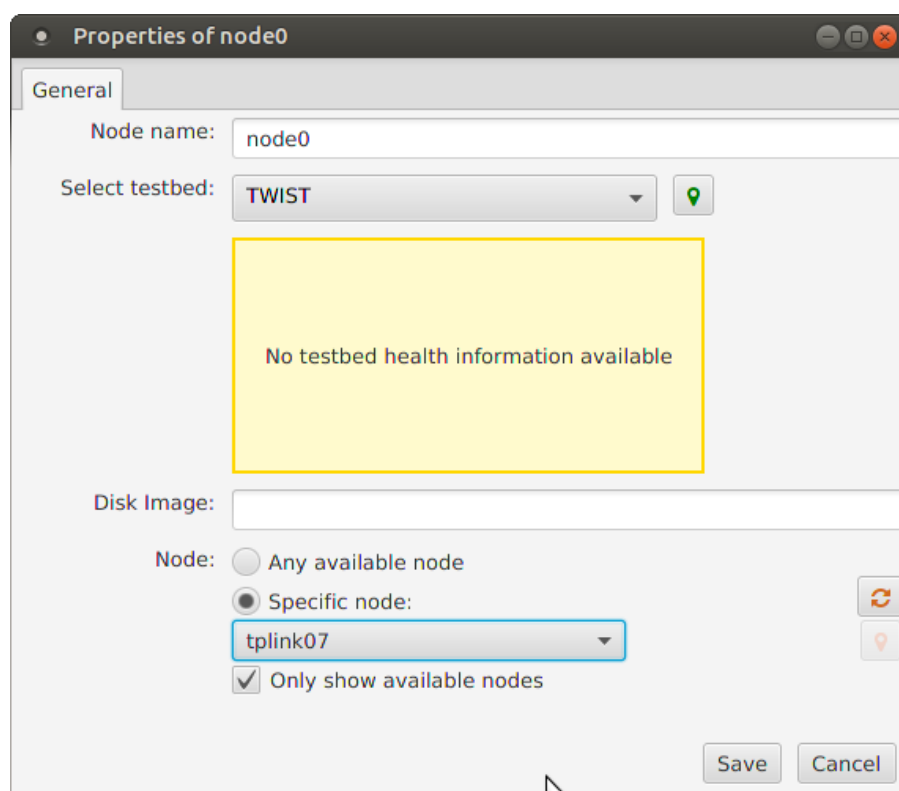 Properties of node0
General
Node name: node0
Select testbed: TWIST
No testbed health information available
Disk Image:
Node: Any available node
Specific node:
tplink07
Only show available nodes
Save Cancel